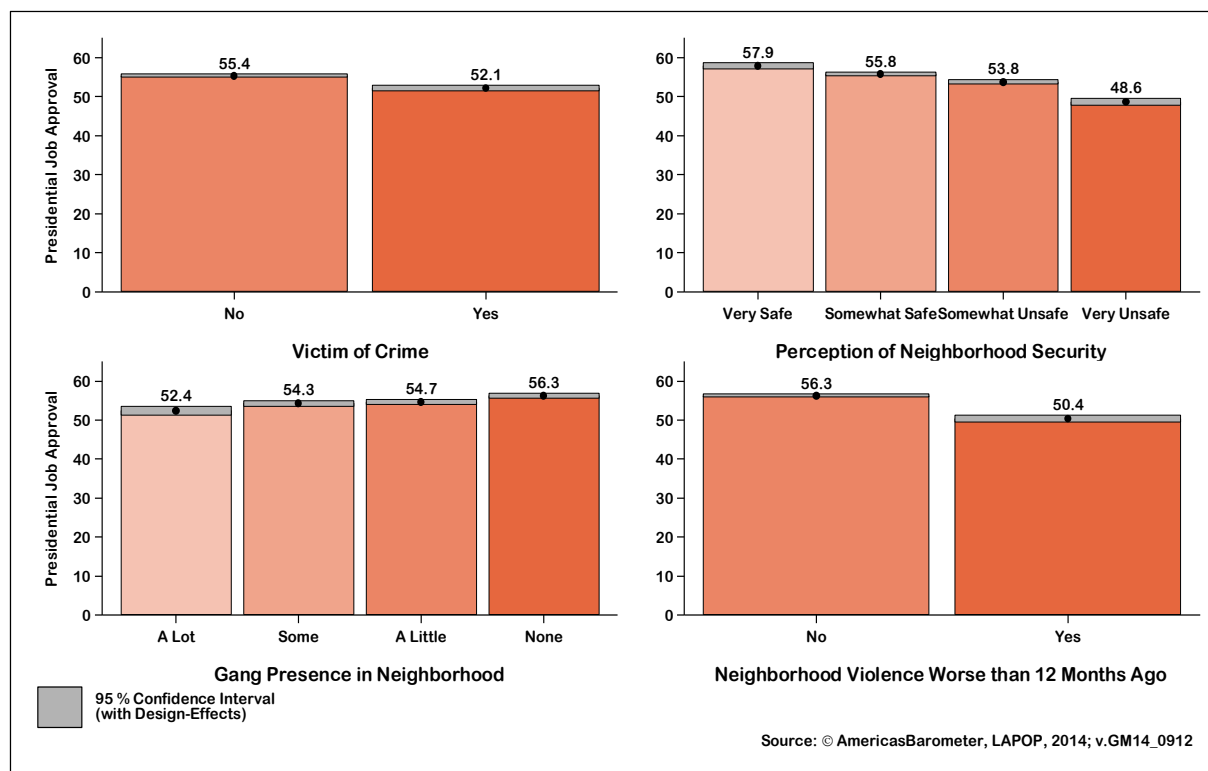 Presidential Job Approval
60
50
40
30
20
10
0
55.4
52.1
No
Yes
Victim of Crime
60
50
40
30
20
10
0
57.9
55.8
53.8
48.6
Very Safe
Somewhat Safe
Somewhat Unsafe
Very Unsafe
Perception of Neighborhood Security
Presidential Job Approval
60
50
40
30
20
10
0
52.4
54.3
54.7
56.3
A Lot
Some
A Little
None
Gang Presence in Neighborhood
60
50
40
30
20
10
0
56.3
50.4
No
Yes
Neighborhood Violence Worse than 12 Months Ago
95 % Confidence Interval
(with Design-Effects)
Source: © AmericasBarometer, LAPOP, 2014; v.GM14_0912